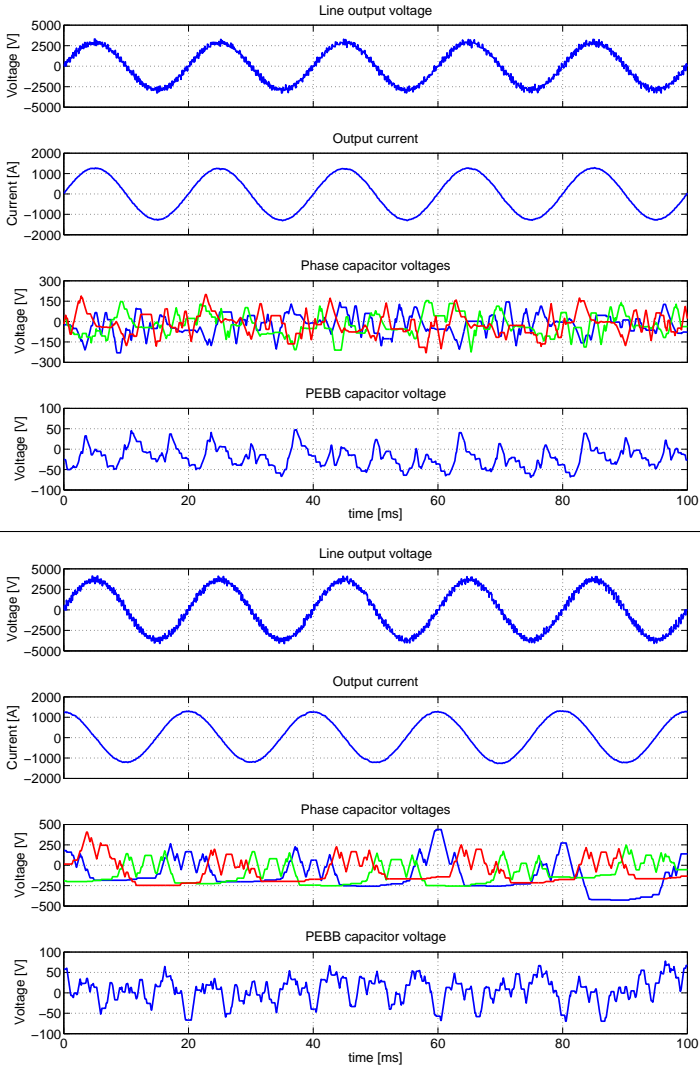 Line output voltage
Voltage [V]
5000
2500
0
−2500
−5000
Output current
Current [A]
2000
1000
0
−1000
−2000
Phase capacitor voltages
Voltage [V]
300
150
0
−150
−300
PEBB capacitor voltage
Voltage [V]
100
50
0
−50
−100
0 20 40 60 80 100
time [ms]
Line output voltage
Voltage [V]
5000
2500
0
−2500
−5000
Output current
Current [A]
2000
1000
0
−1000
−2000
Phase capacitor voltages
Voltage [V]
500
250
0
−250
−500
PEBB capacitor voltage
Voltage [V]
100
50
0
−50
−100
0 20 40 60 80 100
time [ms]